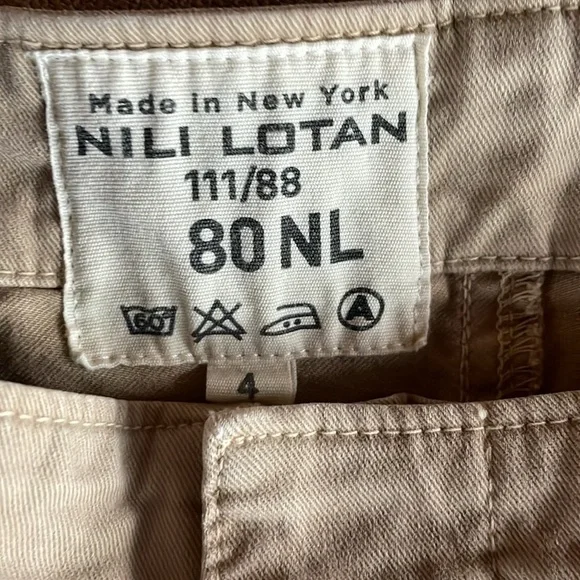 Made in New York
NILI LOTAN
111/88
80 NL
60° A
4